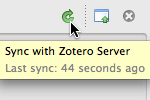 Sync with Zotero Server
Last sync: 44 seconds ago